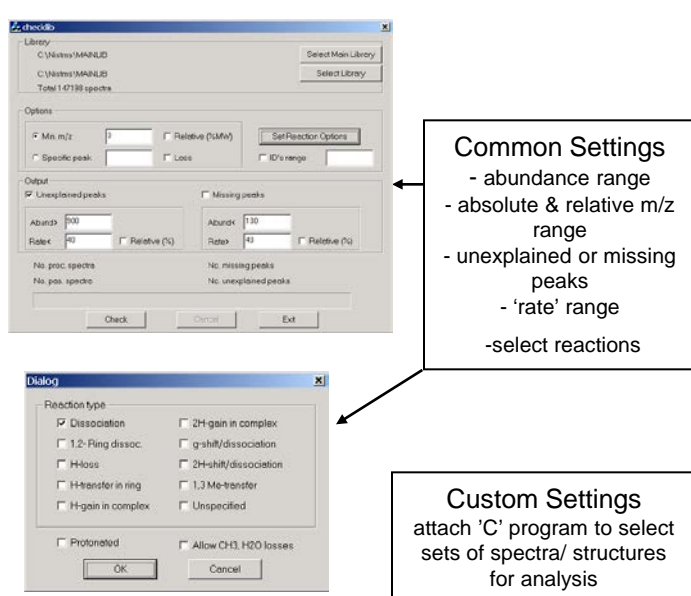 checklib
Library
C:\Nistms\MAINLIB
Select Main Library
C:\Nistms\MAINLIB
Select Library
Total 147198 spectra
Options
Min. m/z 3
Relative (%MW)
Set Reaction Options
Specific peak
Loss
ID's range
Output
Unexplained peaks
Missing peaks
Abund> 900
Abund< 130
Rate< 40
Relative (%)
Rate> 40
Relative (%)
No. proc. spectra
No. missing peaks
No. pos. spectra
No. unexplained peaks
Check
Cancel
Exit
Common Settings
- abundance range
- absolute & relative m/z
range
- unexplained or missing
peaks
- ‘rate’ range
-select reactions
Dialog
Reaction type
Dissociation
2H-gain in complex
1,2- Ring dissoc.
g-shift/dissociation
H-loss
2H-shift/dissociation
H-transfer in ring
1,3 Me-transfer
H-gain in complex
Unspecified
Protonated
Allow CH3, H2O losses
OK
Cancel
Custom Settings
attach ’C’ program to select
sets of spectra/ structures
for analysis